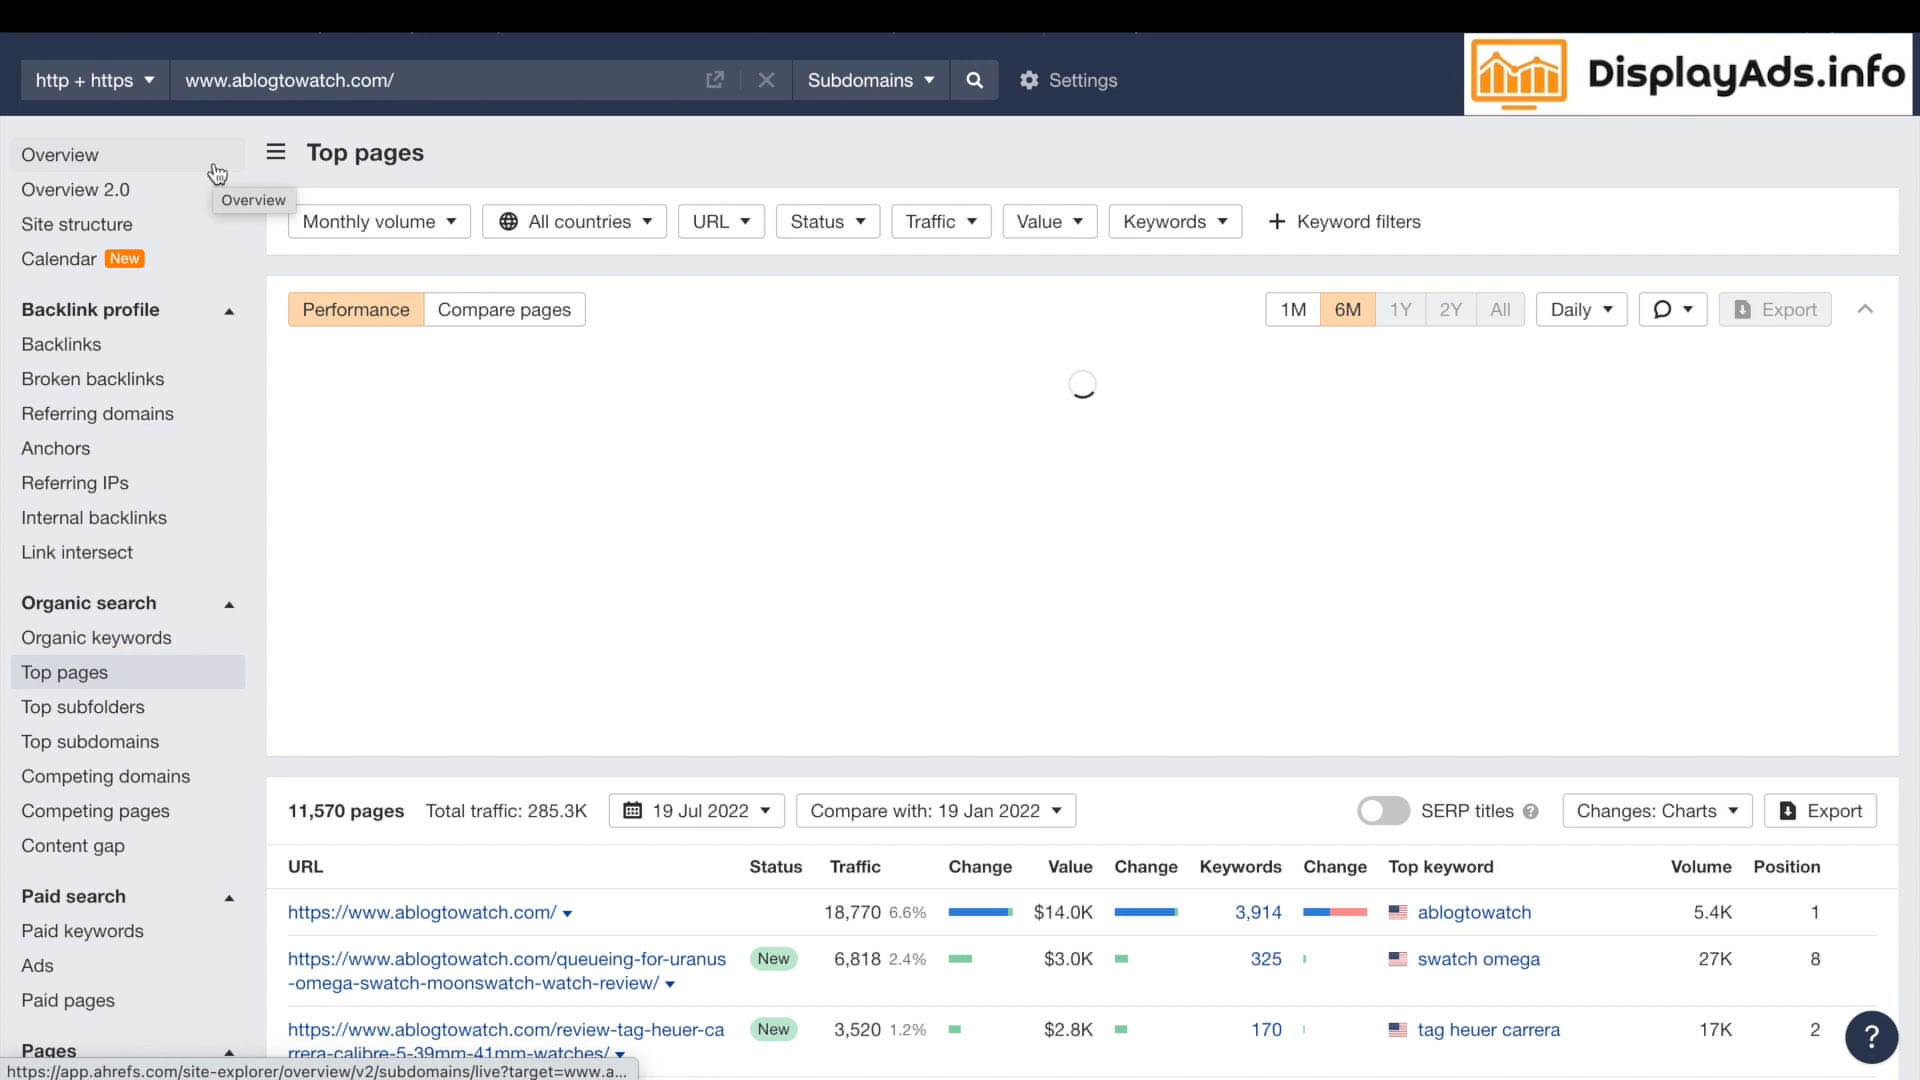 http + https
www.ablogtowatch.com/
Subdomains
Settings
DisplayAds.info
Overview
Overview 2.0
Site structure
Calendar New
Overview
Backlink profile
Backlinks
Broken backlinks
Referring domains
Anchors
Referring IPs
Internal backlinks
Link intersect
Organic search
Organic keywords
Top pages
Top subfolders
Top subdomains
Competing domains
Competing pages
Content gap
Paid search
Paid keywords
Ads
Paid pages
Pages
https://app.ahrefs.com/site-explorer/overview/v2/subdomains/live?target=www.a...
Top pages
Monthly volume All countries URL Status Traffic Value Keywords + Keyword filters
Performance Compare pages
1M 6M 1Y 2Y All Daily Export
11,570 pages Total traffic: 285.3K 19 Jul 2022 Compare with: 19 Jan 2022 SERP titles ? Changes: Charts Export
URL Status Traffic Change Value Change Keywords Change Top keyword Volume Position
https://www.ablogtowatch.com/ 18,770 6.6% $14.0K 3,914 ablogtowatch 5.4K 1
https://www.ablogtowatch.com/queueing-for-uranus New 6,818 2.4% $3.0K 325 swatch omega 27K 8
-omega-swatch-moonswatch-watch-review/
https://www.ablogtowatch.com/review-tag-heuer-ca New 3,520 1.2% $2.8K 170 tag heuer carrera 17K 2
rrera-calibre-5-39mm-41mm-watches/
?